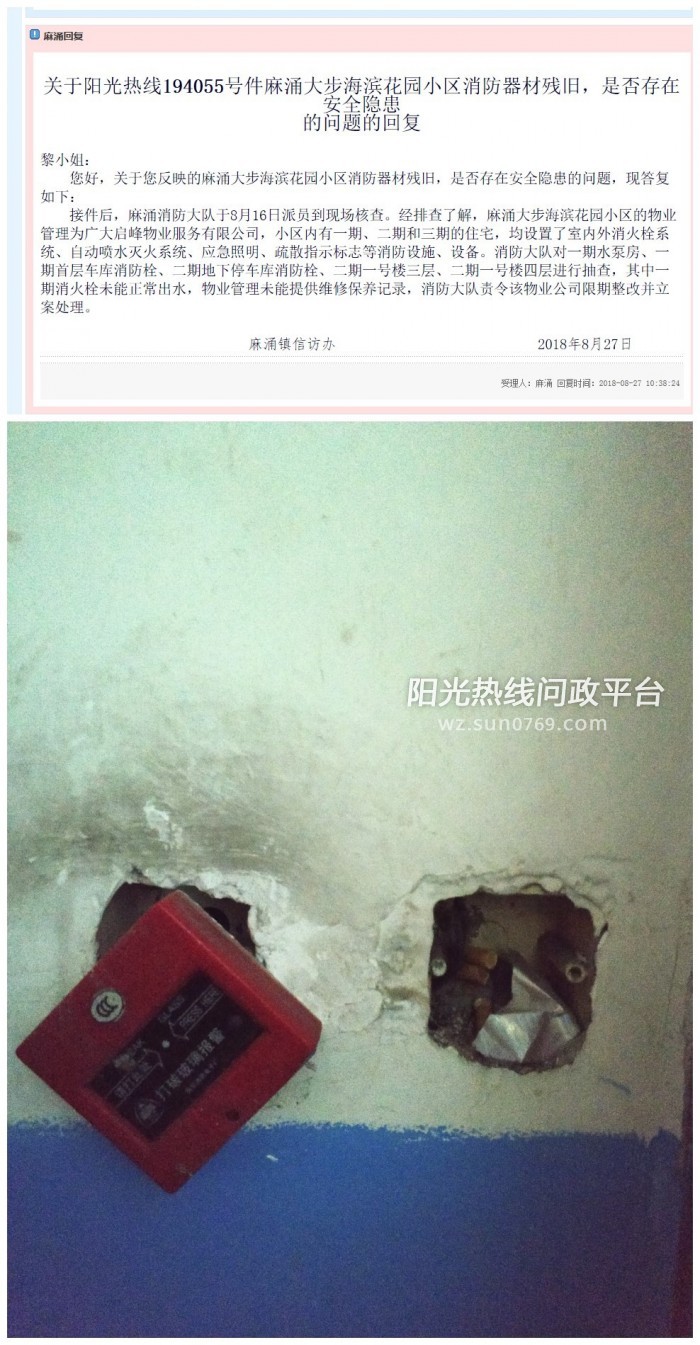 麻涌回复
关于阳光热线194055号件麻涌大步海滨花园小区消防器材残旧，是否存在
安全隐患
的问题的回复
黎小姐：
您好，关于您反映的麻涌大步海滨花园小区消防器材残旧，是否存在安全隐患的问题，现答复
如下：
接件后，麻涌消防大队于8月16日派员到现场核查。经排查了解，麻涌大步海滨花园小区的物业
管理为广大启峰物业服务有限公司，小区内有一期、二期和三期的住宅，均设置了室内外消火栓系
统、自动喷水灭火系统、应急照明、疏散指示标志等消防设施、设备。消防大队对一期水泵房、一
期首层车库消防栓、二期地下停车库消防栓、二期一号楼三层、二期一号楼四层进行抽查，其中一
期消火栓未能正常出水，物业管理未能提供维修保养记录，消防大队责令该物业公司限期整改并立
案处理。
麻涌镇信访办 2018年8月27日
受理人：麻涌 回复时间：2018-08-27 10:38:24
阳光热线问政平台
wz.sun0769.com
CCC
PRESS HERE
打破玻璃报警